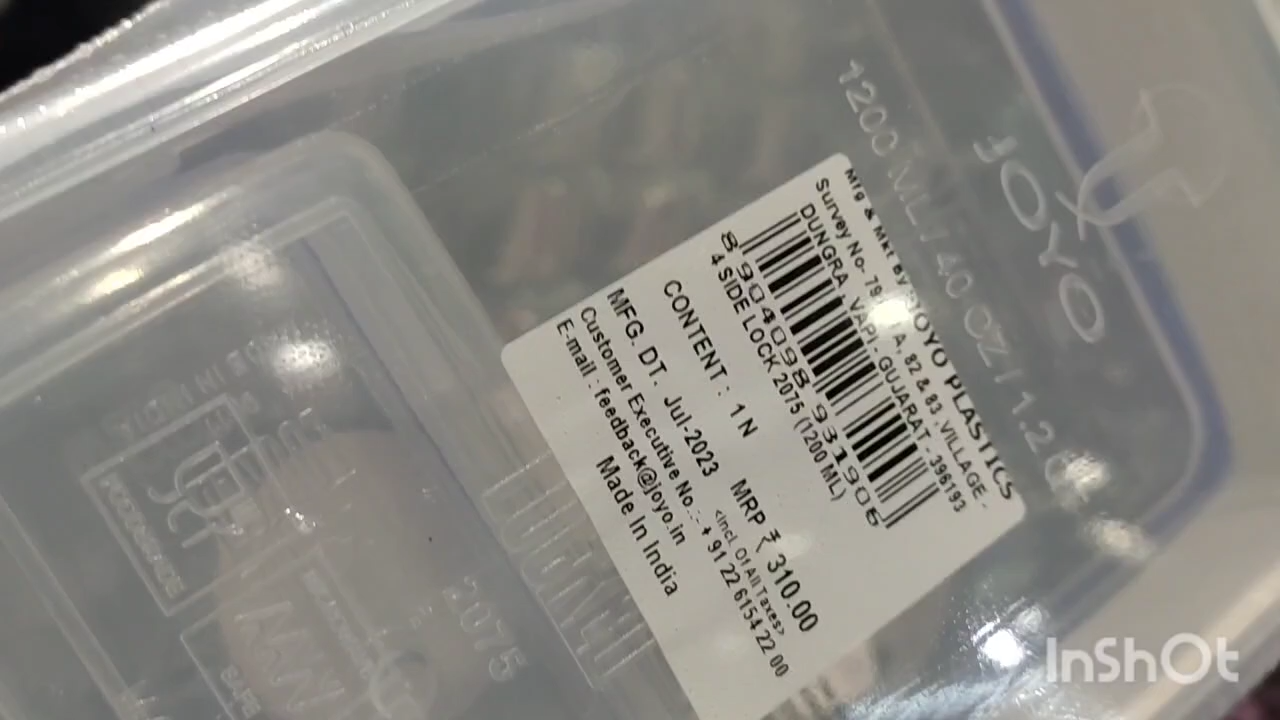 JOYO
1200 ML / 40 OZ / 1.2
Mfg & Mkt By JOYO PLASTICS
Survey No- 79 A, 82 & 83, VILLAGE -
DUNGRA, VAPI - GUJARAT - 396193
8 904098 931906
4 SIDE LOCK 2075 (1200 ML)
CONTENT : 1 N MRP ₹ 310.00
<incl. Of All Taxes>
MFG. DT. Jul-2023
Customer Executive No.: + 91 22 6154 22 00
E-mail : feedback@joyo.in
Made In India
2075
SAFE
InShOt